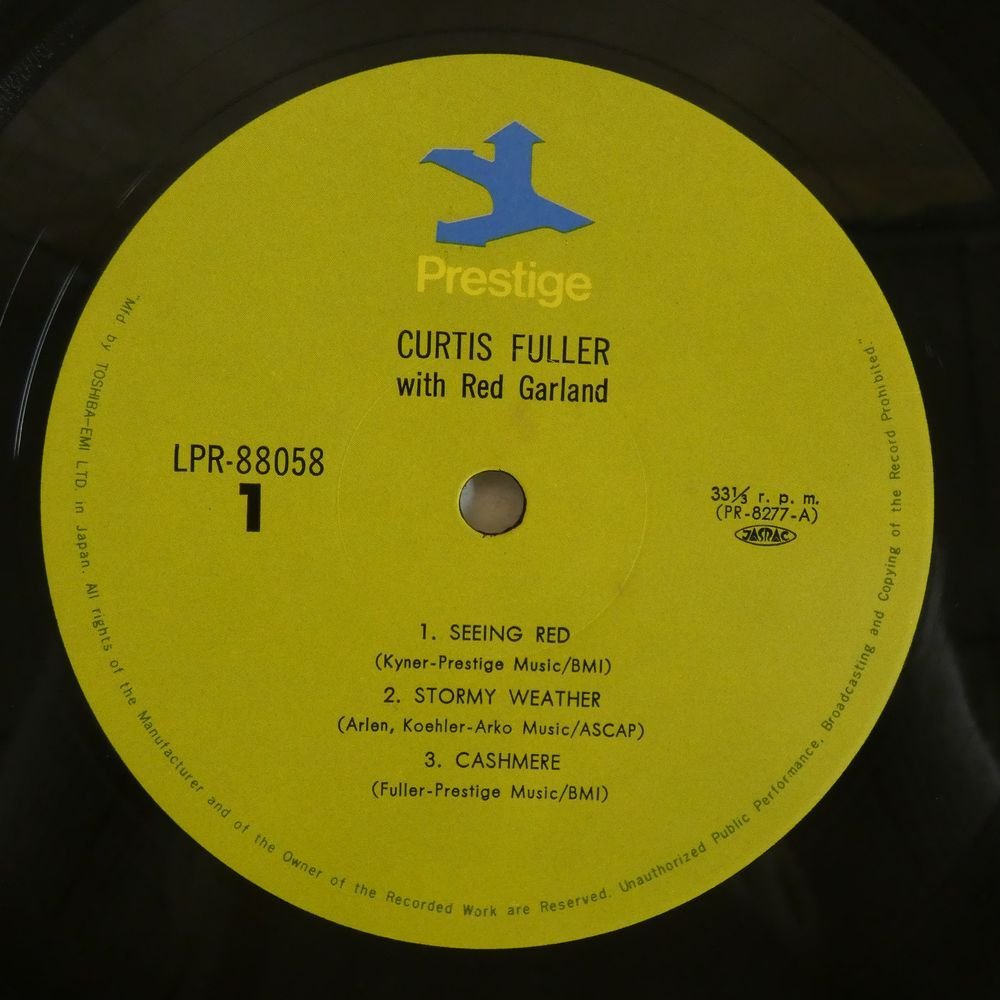 Prestige
CURTIS FULLER
with Red Garland
LPR-88058
1
33⅓ r. p. m.
(PR-8277-A)
JASRAC
1. SEEING RED
(Kyner-Prestige Music/BMI)
2. STORMY WEATHER
(Arlen, Koehler-Arko Music/ASCAP)
3. CASHMERE
(Fuller-Prestige Music/BMI)
"Mfd. by TOSHIBA-EMI LTD. in Japan. All rights of the Manufacturer and of the Owner of the Recorded Work are Reserved. Unauthorized Public Performance, Broadcasting and Copying of the Record Prohibited."